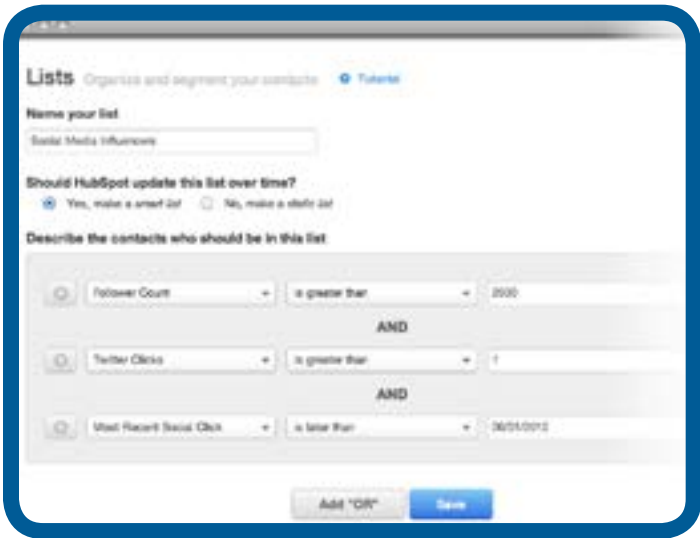 Lists Organize and segment your contacts Tutorial
Name your list
Social Media Influencers
Should HubSpot update this list over time?
Yes, make a smart list No, make a static list
Describe the contacts who should be in this list
Follower Count is greater than 2000
AND
Twitter Clicks is greater than 1
AND
Most Recent Social Click is later than
Add "OR" Save